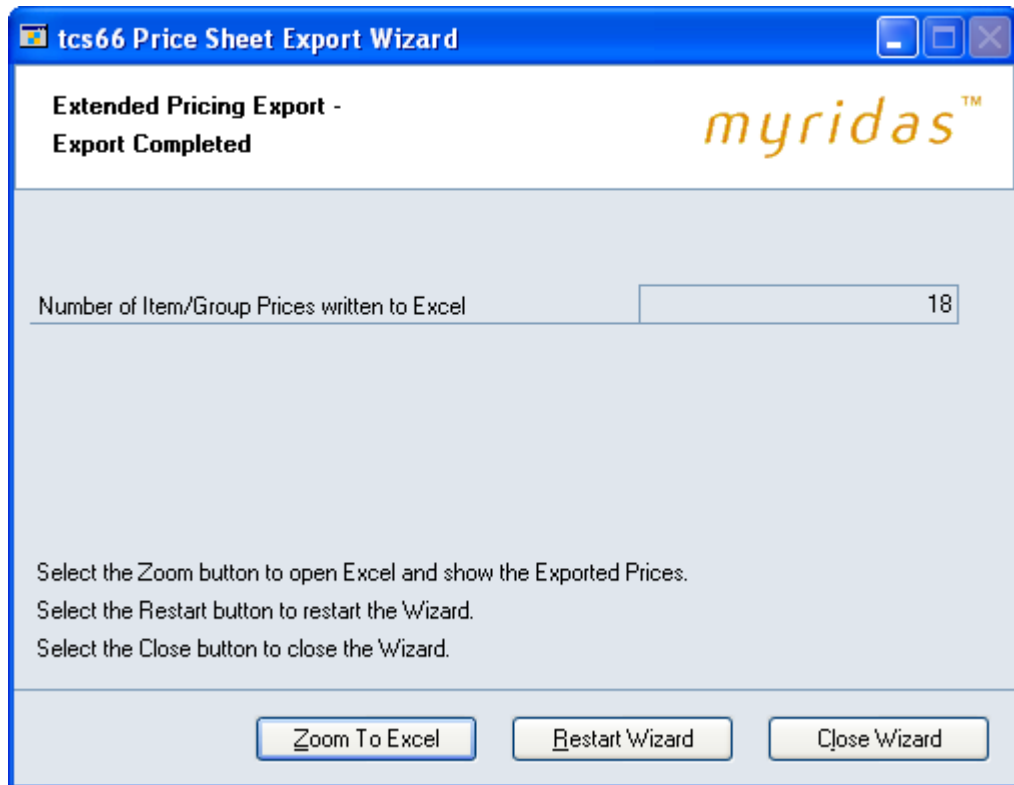 tcs66 Price Sheet Export Wizard
Extended Pricing Export -
Export Completed
myridas™
Number of Item/Group Prices written to Excel 18
Select the Zoom button to open Excel and show the Exported Prices.
Select the Restart button to restart the Wizard.
Select the Close button to close the Wizard.
Zoom To Excel Restart Wizard Close Wizard